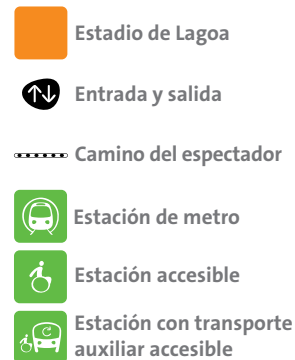 Estadio de Lagoa
Entrada y salida
Camino del espectador
Estación de metro
Estación accesible
Estación con transporte
auxiliar accesible